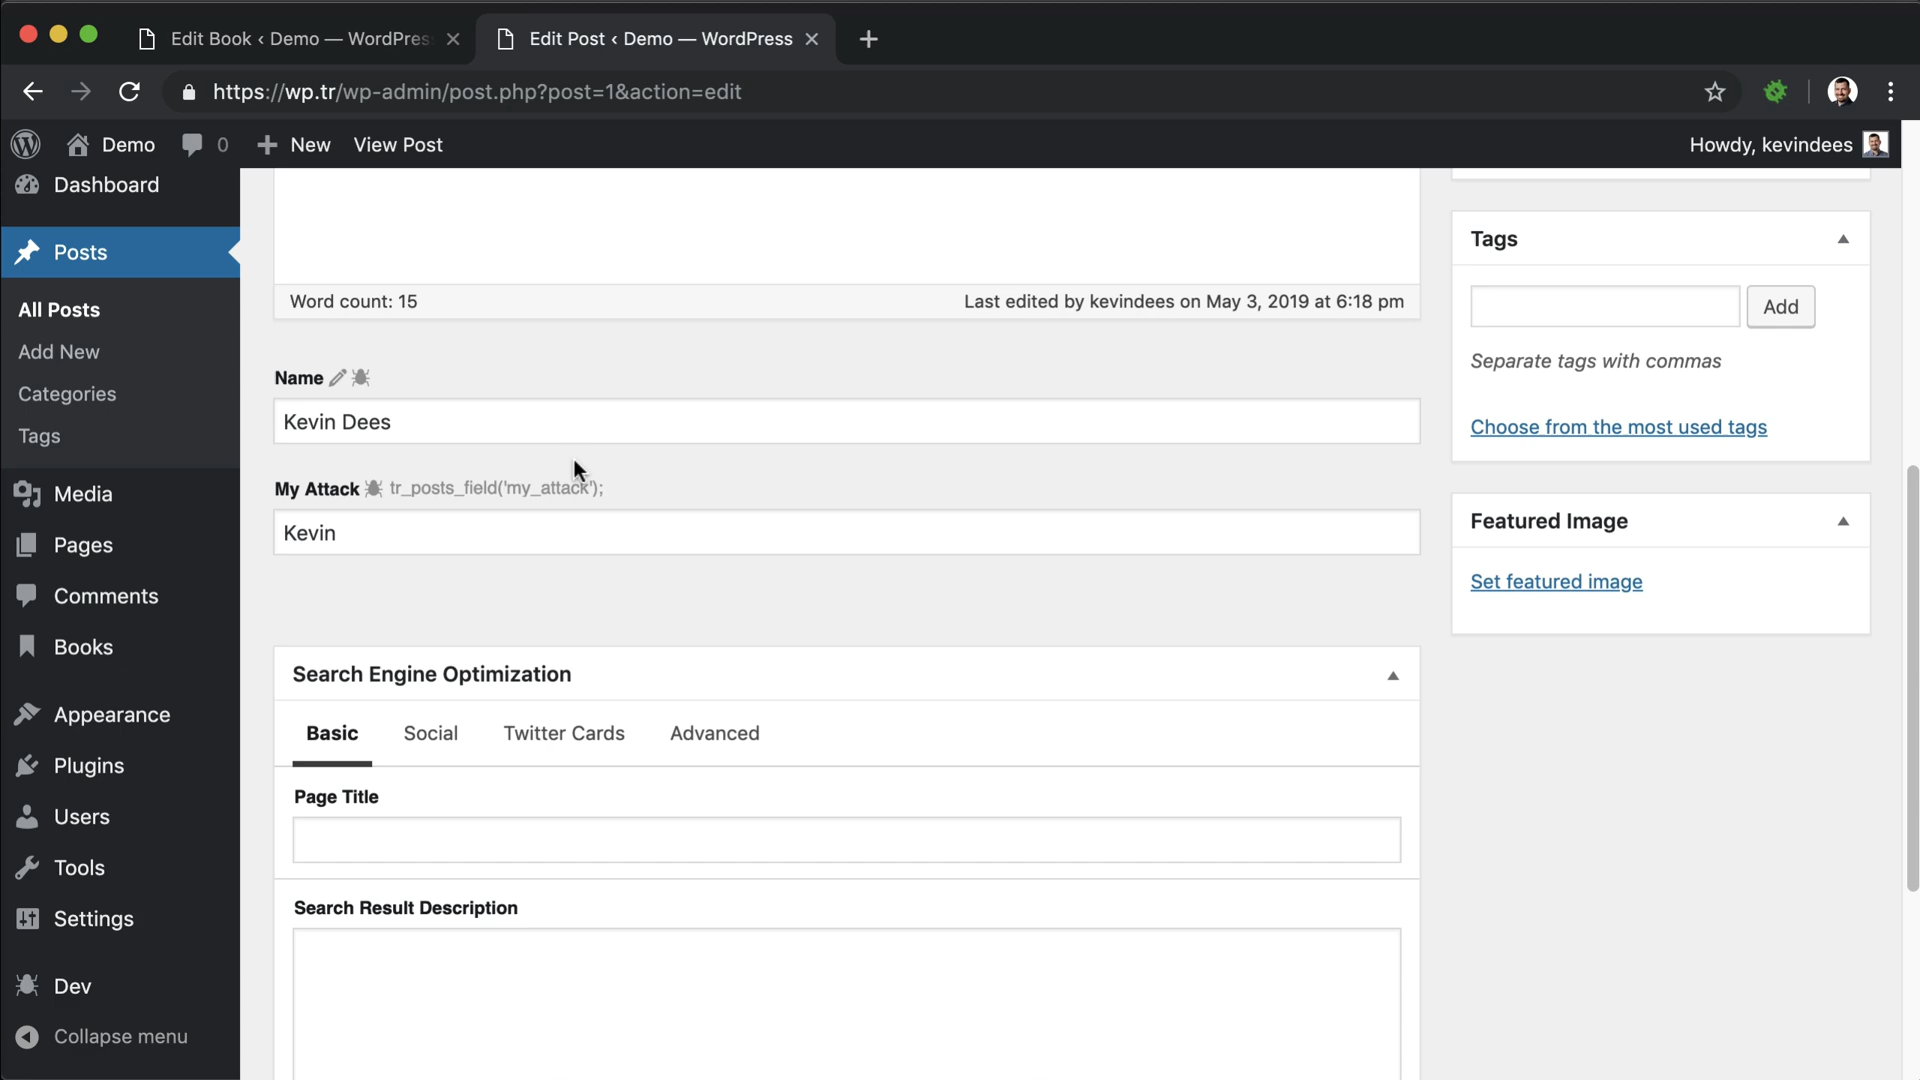 Edit Book ‹ Demo — WordPres
Edit Post ‹ Demo — WordPress
https://wp.tr/wp-admin/post.php?post=1&action=edit
Demo
0
New
View Post
Howdy, kevindees
Dashboard
Posts
All Posts
Add New
Categories
Tags
Media
Pages
Comments
Books
Appearance
Plugins
Users
Tools
Settings
Dev
Collapse menu
Word count: 15
Last edited by kevindees on May 3, 2019 at 6:18 pm
Name
Kevin Dees
My Attack tr_posts_field('my_attack');
Kevin
Search Engine Optimization
Basic
Social
Twitter Cards
Advanced
Page Title
Search Result Description
Tags
Add
Separate tags with commas
Choose from the most used tags
Featured Image
Set featured image